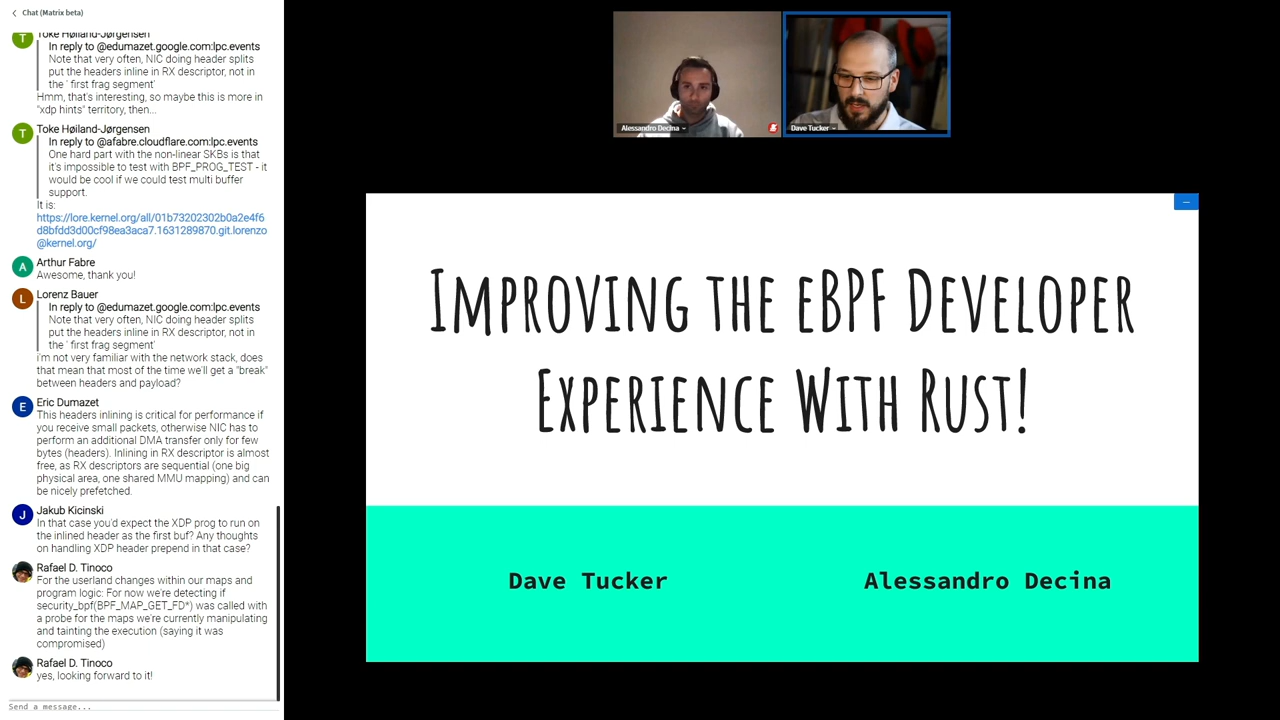 Chat (Matrix beta)
Toke Høiland-Jørgensen
In reply to @edumazet.google.com:lpc.events
Note that very often, NIC doing header splits
put the headers inline in RX descriptor, not in
the ` first frag segment'
Hmm, that's interesting, so maybe this is more in
"xdp hints" territory, then...
T
Toke Høiland-Jørgensen
In reply to @afabre.cloudflare.com:lpc.events
One hard part with the non-linear SKBs is that
it's impossible to test with BPF_PROG_TEST - it
would be cool if we could test multi buffer
support.
It is:
https://lore.kernel.org/all/01b73202302b0a2e4f6
d8bfdd3d00cf98ea3aca7.1631289870.git.lorenzo
@kernel.org/
A
Arthur Fabre
Awesome, thank you!
L
Lorenz Bauer
In reply to @edumazet.google.com:lpc.events
Note that very often, NIC doing header splits
put the headers inline in RX descriptor, not in
the ` first frag segment'
i'm not very familiar with the network stack, does
that mean that most of the time we'll get a "break"
between headers and payload?
E
Eric Dumazet
This headers inlining is critical for performance if
you receive small packets, otherwise NIC has to
perform an additional DMA transfer only for few
bytes (headers). Inlining in RX descriptor is almost
free, as RX descriptors are sequential (one big
physical area, one shared MMU mapping) and can
be nicely prefetched.
J
Jakub Kicinski
In that case you'd expect the XDP prog to run on
the inlined header as the first buf? Any thoughts
on handling XDP header prepend in that case?
Rafael D. Tinoco
For the userland changes within our maps and
program logic: For now we're detecting if
security_bpf(BPF_MAP_GET_FD*) was called with
a probe for the maps we're currently manipulating
and tainting the execution (saying it was
compromised)
Rafael D. Tinoco
yes, looking forward to it!
Send a message...
Alessandro Decina
Dave Tucker
IMPROVING THE eBPF DEVELOPER
EXPERIENCE WITH RUST!
Dave Tucker
Alessandro Decina